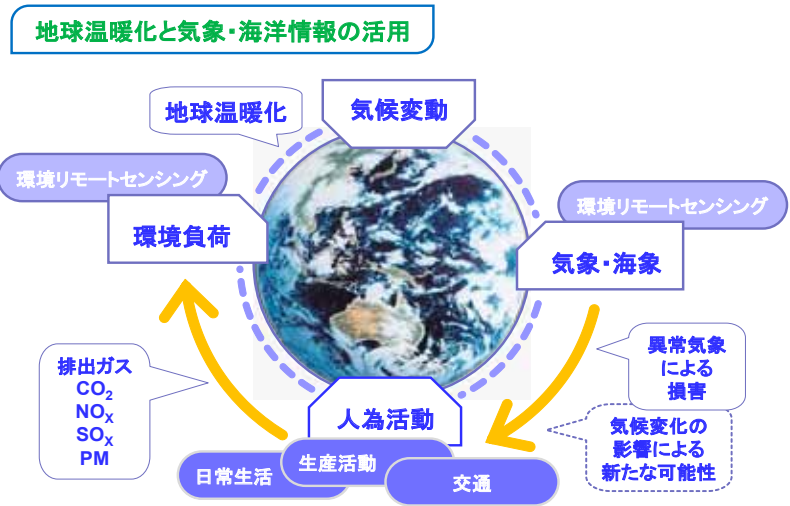 地球温暖化と気象・海洋情報の活用
地球温暖化
気候変動
環境リモートセンシング
環境負荷
環境リモートセンシング
気象・海象
排出ガス
CO₂
NOₓ
SOₓ
PM
異常気象
による
損害
気候変化の
影響による
新たな可能性
人為活動
日常生活
生産活動
交通